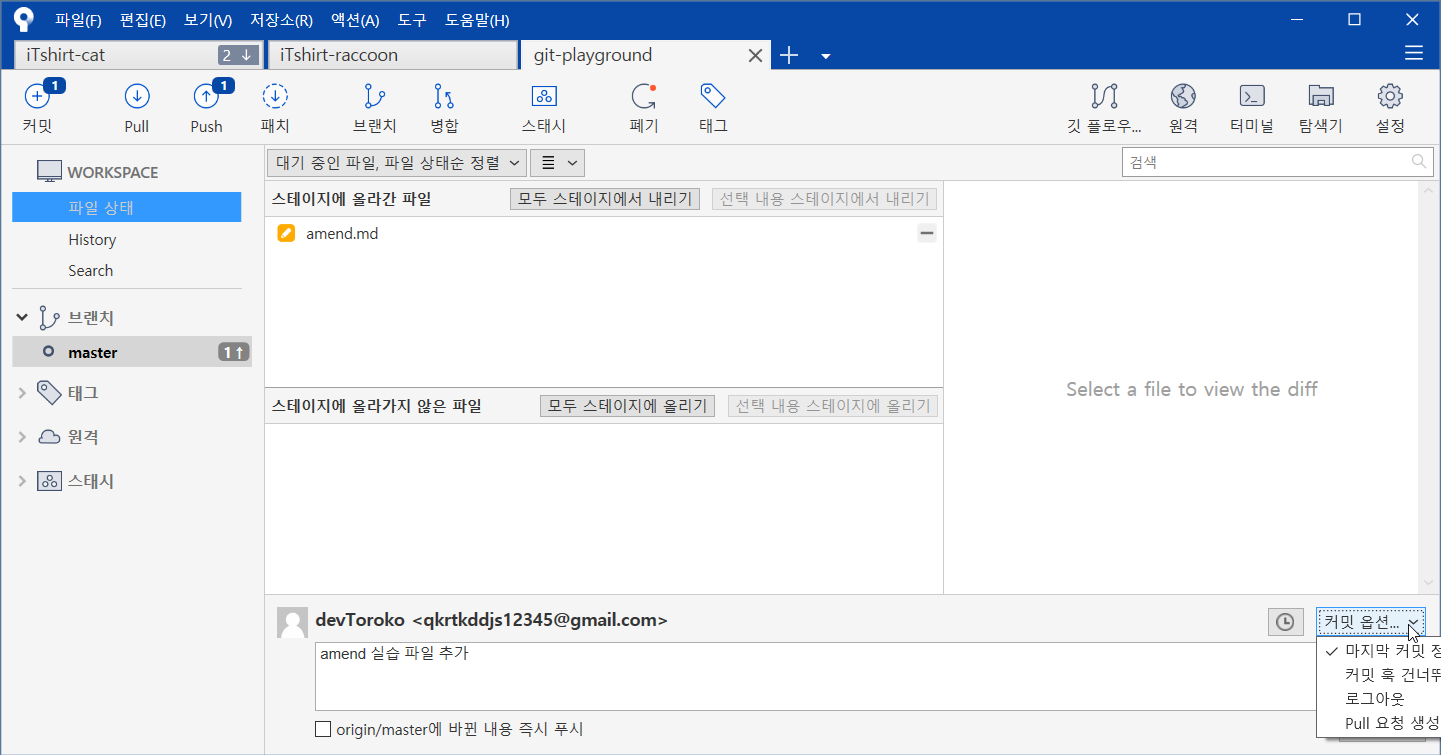 파일(F) 편집(E) 보기(V) 저장소(R) 액션(A) 도구 도움말(H)
iTshirt-cat 2 ↓ iTshirt-raccoon git-playground
1 1
커밋 Pull Push 패치 브랜치 병합 스태시 폐기 태그 깃 플로우... 원격 터미널 탐색기 설정
WORKSPACE
파일 상태
History
Search
브랜치
master 1↑
태그
원격
스태시
대기 중인 파일, 파일 상태순 정렬
검색
스테이지에 올라간 파일 모두 스테이지에서 내리기 선택 내용 스테이지에서 내리기
amend.md
스테이지에 올라가지 않은 파일 모두 스테이지에 올리기 선택 내용 스테이지에 올리기
Select a file to view the diff
devToroko <qkrtkddjs12345@gmail.com>
커밋 옵션...
amend 실습 파일 추가
마지막 커밋 정
커밋 훅 건너뛰
로그아웃
Pull 요청 생성
origin/master에 바뀐 내용 즉시 푸시